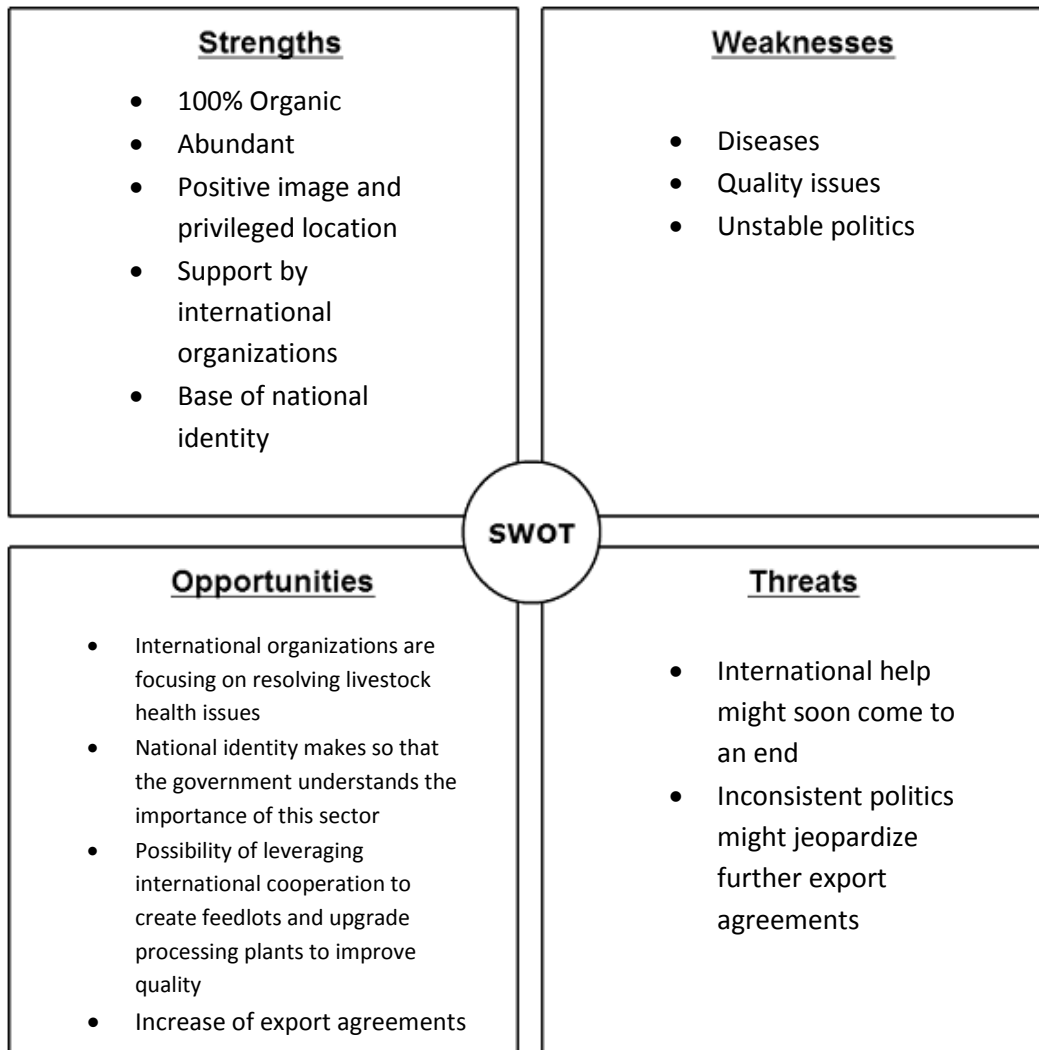 Strengths
• 100% Organic
• Abundant
• Positive image and
privileged location
• Support by
international
organizations
• Base of national
identity
Weaknesses
• Diseases
• Quality issues
• Unstable politics
SWOT
Opportunities
• International organizations are
focusing on resolving livestock
health issues
• National identity makes so that
the government understands the
importance of this sector
• Possibility of leveraging
international cooperation to
create feedlots and upgrade
processing plants to improve
quality
• Increase of export agreements
Threats
• International help
might soon come to
an end
• Inconsistent politics
might jeopardize
further export
agreements